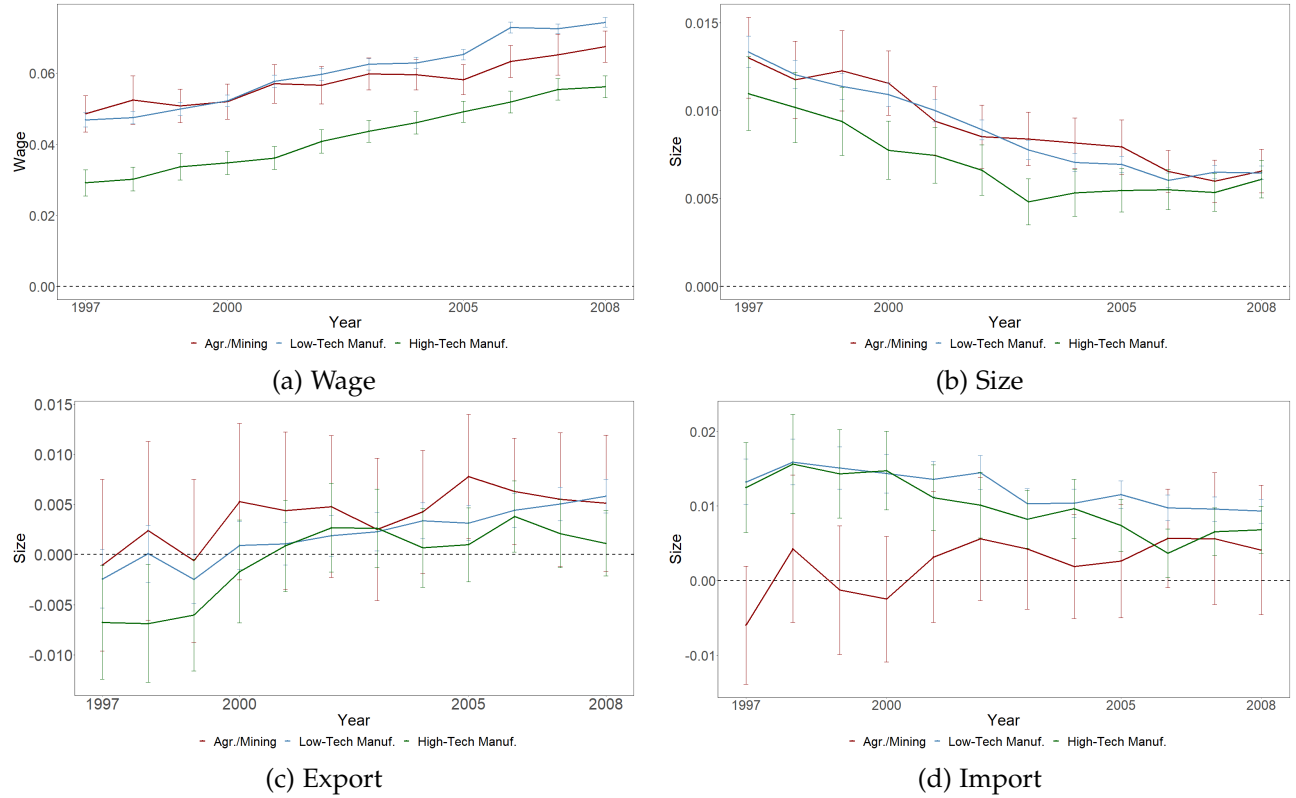 Wage
0.06
0.04
0.02
0.00
1997 2000 2005 2008
Year
Agr./Mining Low-Tech Manuf. High-Tech Manuf.
(a) Wage
Size
0.015
0.010
0.005
0.000
1997 2000 2005 2008
Year
Agr./Mining Low-Tech Manuf. High-Tech Manuf.
(b) Size
Size
0.015
0.010
0.005
0.000
-0.005
-0.010
1997 2000 2005 2008
Year
Agr./Mining Low-Tech Manuf. High-Tech Manuf.
(c) Export
Size
0.02
0.01
0.00
-0.01
1997 2000 2005 2008
Year
Agr./Mining Low-Tech Manuf. High-Tech Manuf.
(d) Import